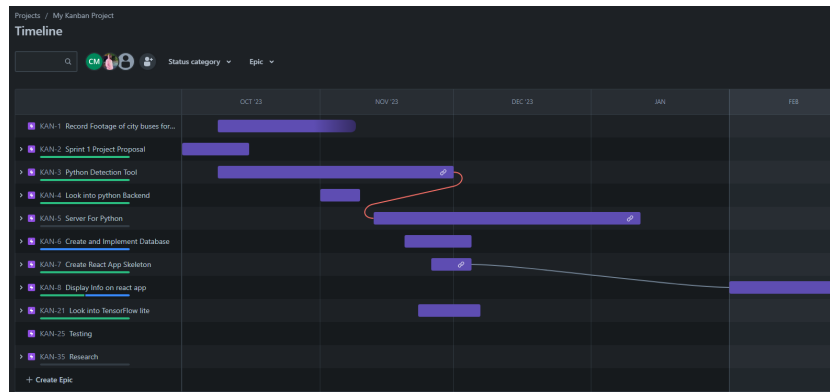 Projects / My Kanban Project
Timeline
CM Status category Epic
OCT '23 NOV '23 DEC '23 JAN FEB
KAN-1 Record Footage of city buses for...
KAN-2 Sprint 1 Project Proposal
KAN-3 Python Detection Tool
KAN-4 Look into python Backend
KAN-5 Server For Python
KAN-6 Create and Implement Database
KAN-7 Create React App Skeleton
KAN-8 Display Info on react app
KAN-21 Look into TensorFlow lite
KAN-25 Testing
KAN-35 Research
+ Create Epic